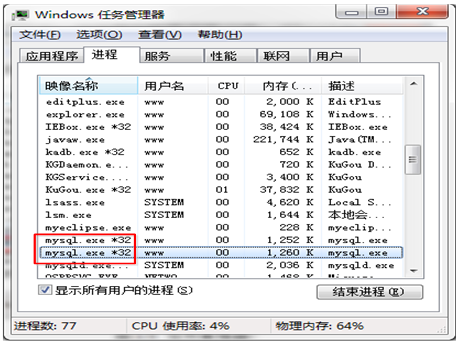 Windows 任务管理器
文件(F) 选项(O) 查看(V) 帮助(H)
应用程序 进程 服务 性能 联网 用户
映像名称 用户名 CPU 内存(... 描述
editplus.exe www 00 2,000 K EditPlus
explorer.exe www 00 69,108 K Windows...
IEBox.exe *32 www 00 38,424 K IEBox.exe
javaw.exe www 00 221,744 K Java(TM...
kadb.exe *32 www 00 652 K kadb.exe
KGDaemon.e... www 00 720 K KuGou D...
KGService.... www 00 3,400 K KuGou
KuGou.exe *32 www 01 37,832 K KuGou
lsass.exe SYSTEM 00 4,620 K Local S...
lsm.exe SYSTEM 00 1,644 K 本地会...
myeclipse.exe www 00 228 K myeclip...
mysql.exe *32 www 00 1,252 K mysql.exe
mysql.exe *32 www 00 1,260 K mysql.exe
mysqld.exe... SYSTEM 00 2,036 K mysqld.exe
显示所有用户的进程(S) 结束进程(E)
进程数: 77 CPU 使用率: 4% 物理内存: 64%